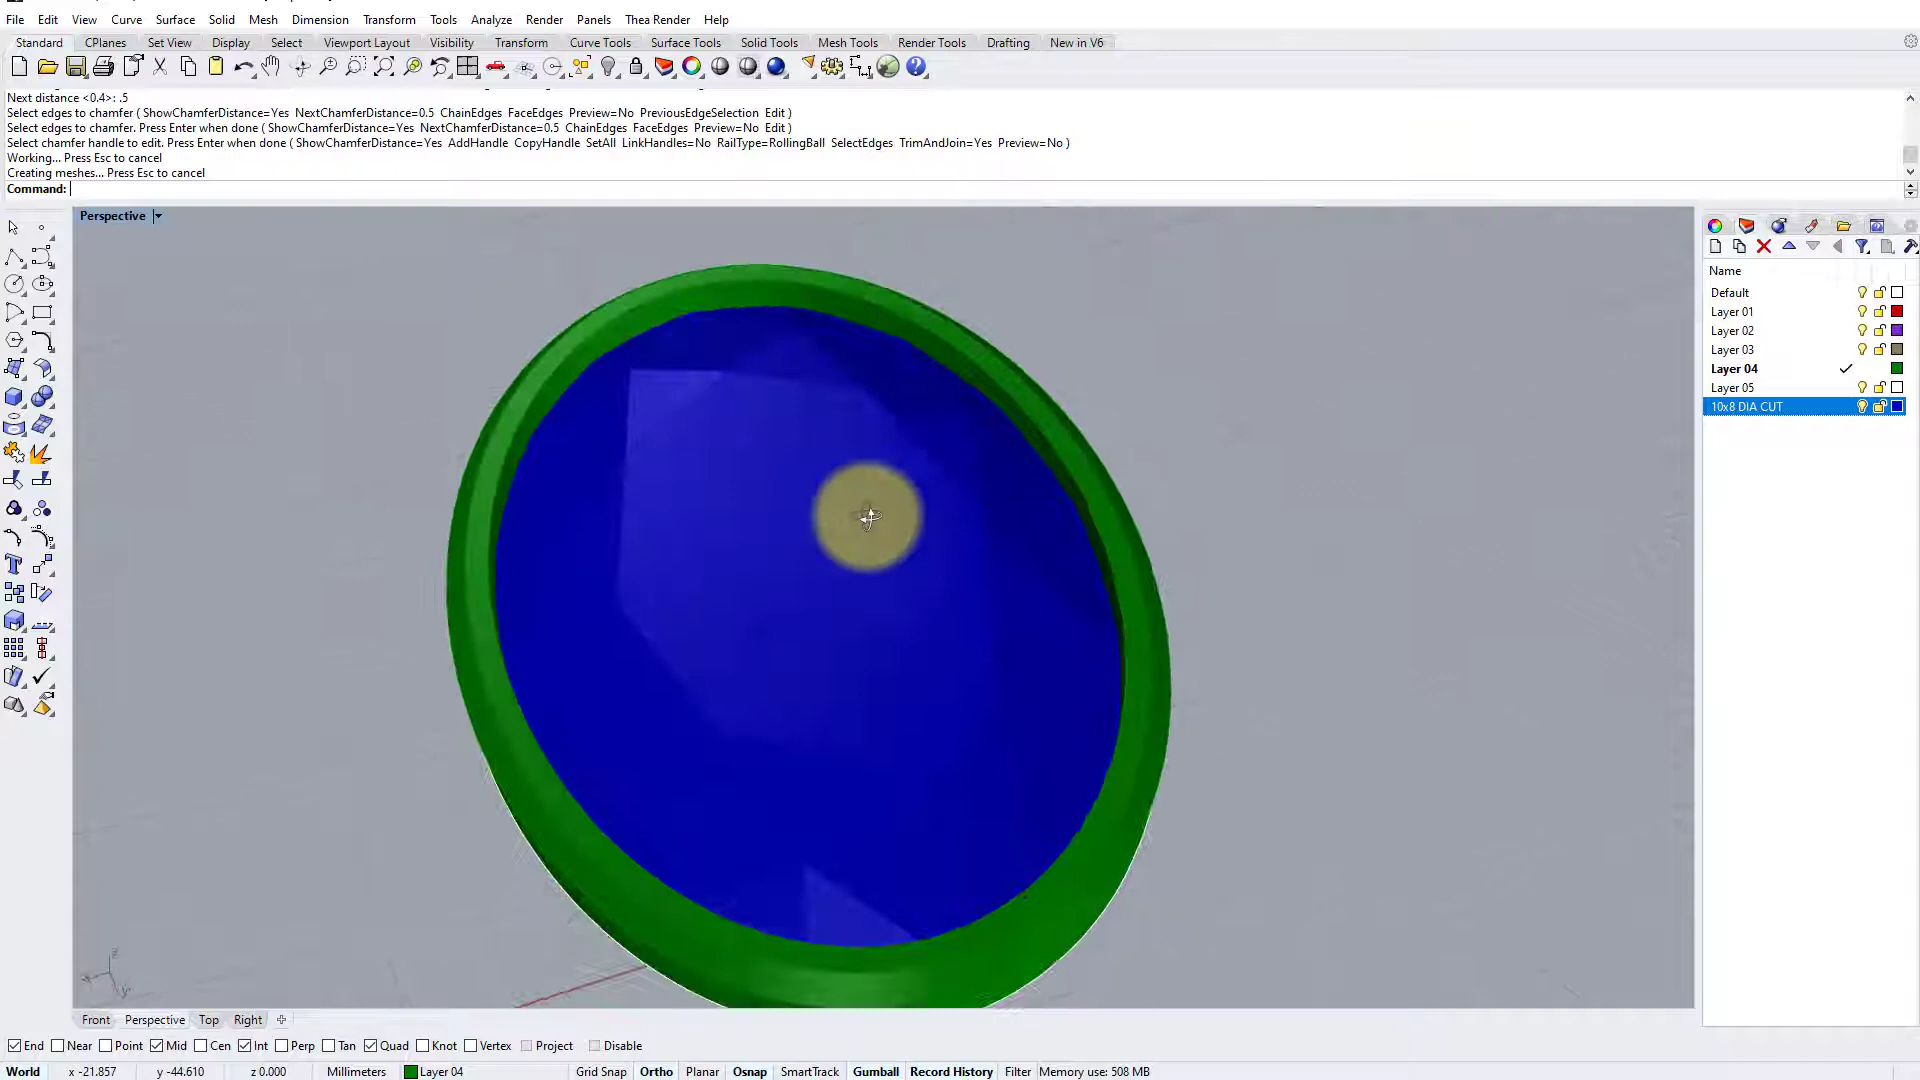 File Edit View Curve Surface Solid Mesh Dimension Transform Tools Analyze Render Panels Thea Render Help
Standard CPlanes Set View Display Select Viewport Layout Visibility Transform Curve Tools Surface Tools Solid Tools Mesh Tools Render Tools Drafting New in V6
Next distance <0.4>: .5
Select edges to chamfer ( ShowChamferDistance=Yes NextChamferDistance=0.5 ChainEdges FaceEdges Preview=No PreviousEdgeSelection Edit )
Select edges to chamfer. Press Enter when done ( ShowChamferDistance=Yes NextChamferDistance=0.5 ChainEdges FaceEdges Preview=No Edit )
Select chamfer handle to edit. Press Enter when done ( ShowChamferDistance=Yes AddHandle CopyHandle SetAll LinkHandles=No RailType=RollingBall SelectEdges TrimAndJoin=Yes Preview=No )
Working... Press Esc to cancel
Creating meshes... Press Esc to cancel
Command:
Perspective
Name
Default
Layer 01
Layer 02
Layer 03
Layer 04
Layer 05
10x8 DIA CUT
Front Perspective Top Right
End Near Point Mid Cen Int Perp Tan Quad Knot Vertex Project Disable
World x -21.857 y -44.610 z 0.000 Millimeters Layer 04 Grid Snap Ortho Planar Osnap SmartTrack Gumball Record History Filter Memory use: 508 MB